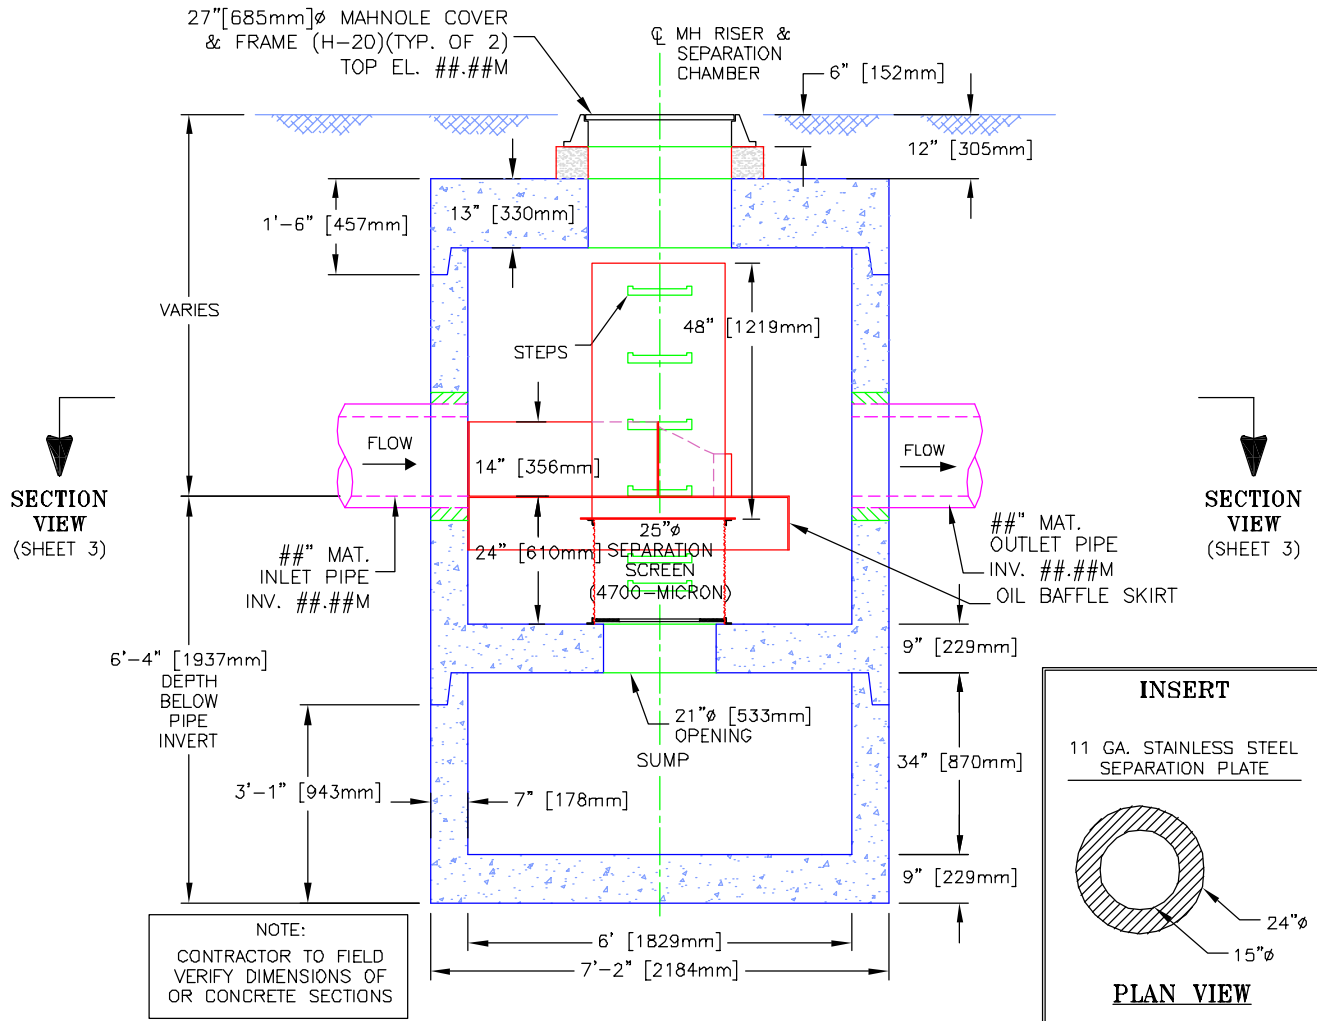 27"[685mm]ø MAHNOLE COVER
& FRAME (H-20)(TYP. OF 2)
TOP EL. ##.##M
℄ MH RISER &
SEPARATION
CHAMBER
6" [152mm]
12" [305mm]
1'-6" [457mm]
13" [330mm]
VARIES
STEPS
48" [1219mm]
FLOW
14" [356mm]
FLOW
SECTION
VIEW
(SHEET 3)
SECTION
VIEW
(SHEET 3)
24" [610mm]
25"ø
SEPARATION
SCREEN
(4700-MICRON)
##" MAT.
INLET PIPE
INV. ##.##M
##" MAT.
OUTLET PIPE
INV. ##.##M
OIL BAFFLE SKIRT
9" [229mm]
6'-4" [1937mm]
DEPTH
BELOW
PIPE
INVERT
21"ø [533mm]
OPENING
SUMP
34" [870mm]
3'-1" [943mm]
7" [178mm]
9" [229mm]
6' [1829mm]
7'-2" [2184mm]
NOTE:
CONTRACTOR TO FIELD
VERIFY DIMENSIONS OF
OR CONCRETE SECTIONS
INSERT
11 GA. STAINLESS STEEL
SEPARATION PLATE
24"ø
15"ø
PLAN VIEW